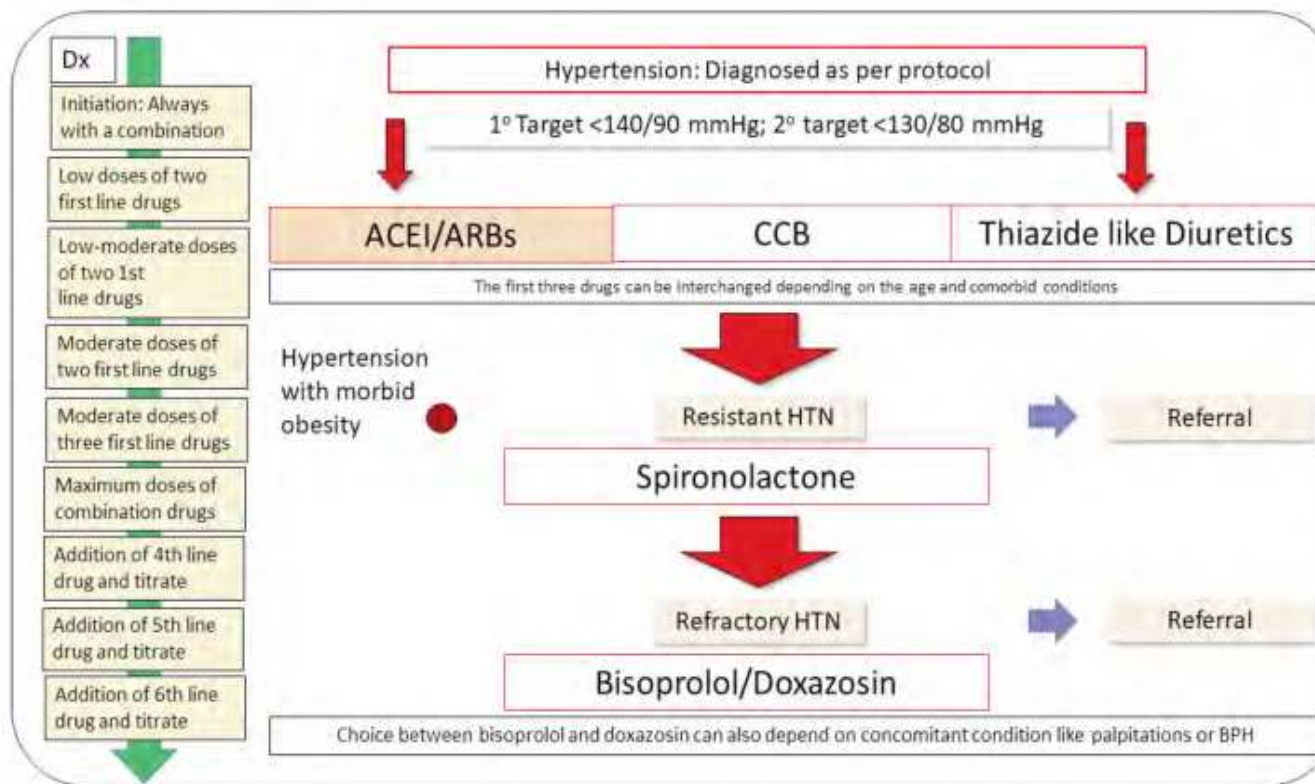 Dx
Initiation: Always
with a combination
Low doses of two
first line drugs
Low-moderate doses
of two 1st
line drugs
Moderate doses of
two first line drugs
Moderate doses of
three first line drugs
Maximum doses of
combination drugs
Addition of 4th line
drug and titrate
Addition of 5th line
drug and titrate
Addition of 6th line
drug and titrate
Hypertension: Diagnosed as per protocol
1º Target <140/90 mmHg; 2º target <130/80 mmHg
ACEI/ARBs
CCB
Thiazide like Diuretics
The first three drugs can be interchanged depending on the age and comorbid conditions
Hypertension
with morbid
obesity
Resistant HTN
Referral
Spironolactone
Refractory HTN
Referral
Bisoprolol/Doxazosin
Choice between bisoprolol and doxazosin can also depend on concomitant condition like palpitations or BPH